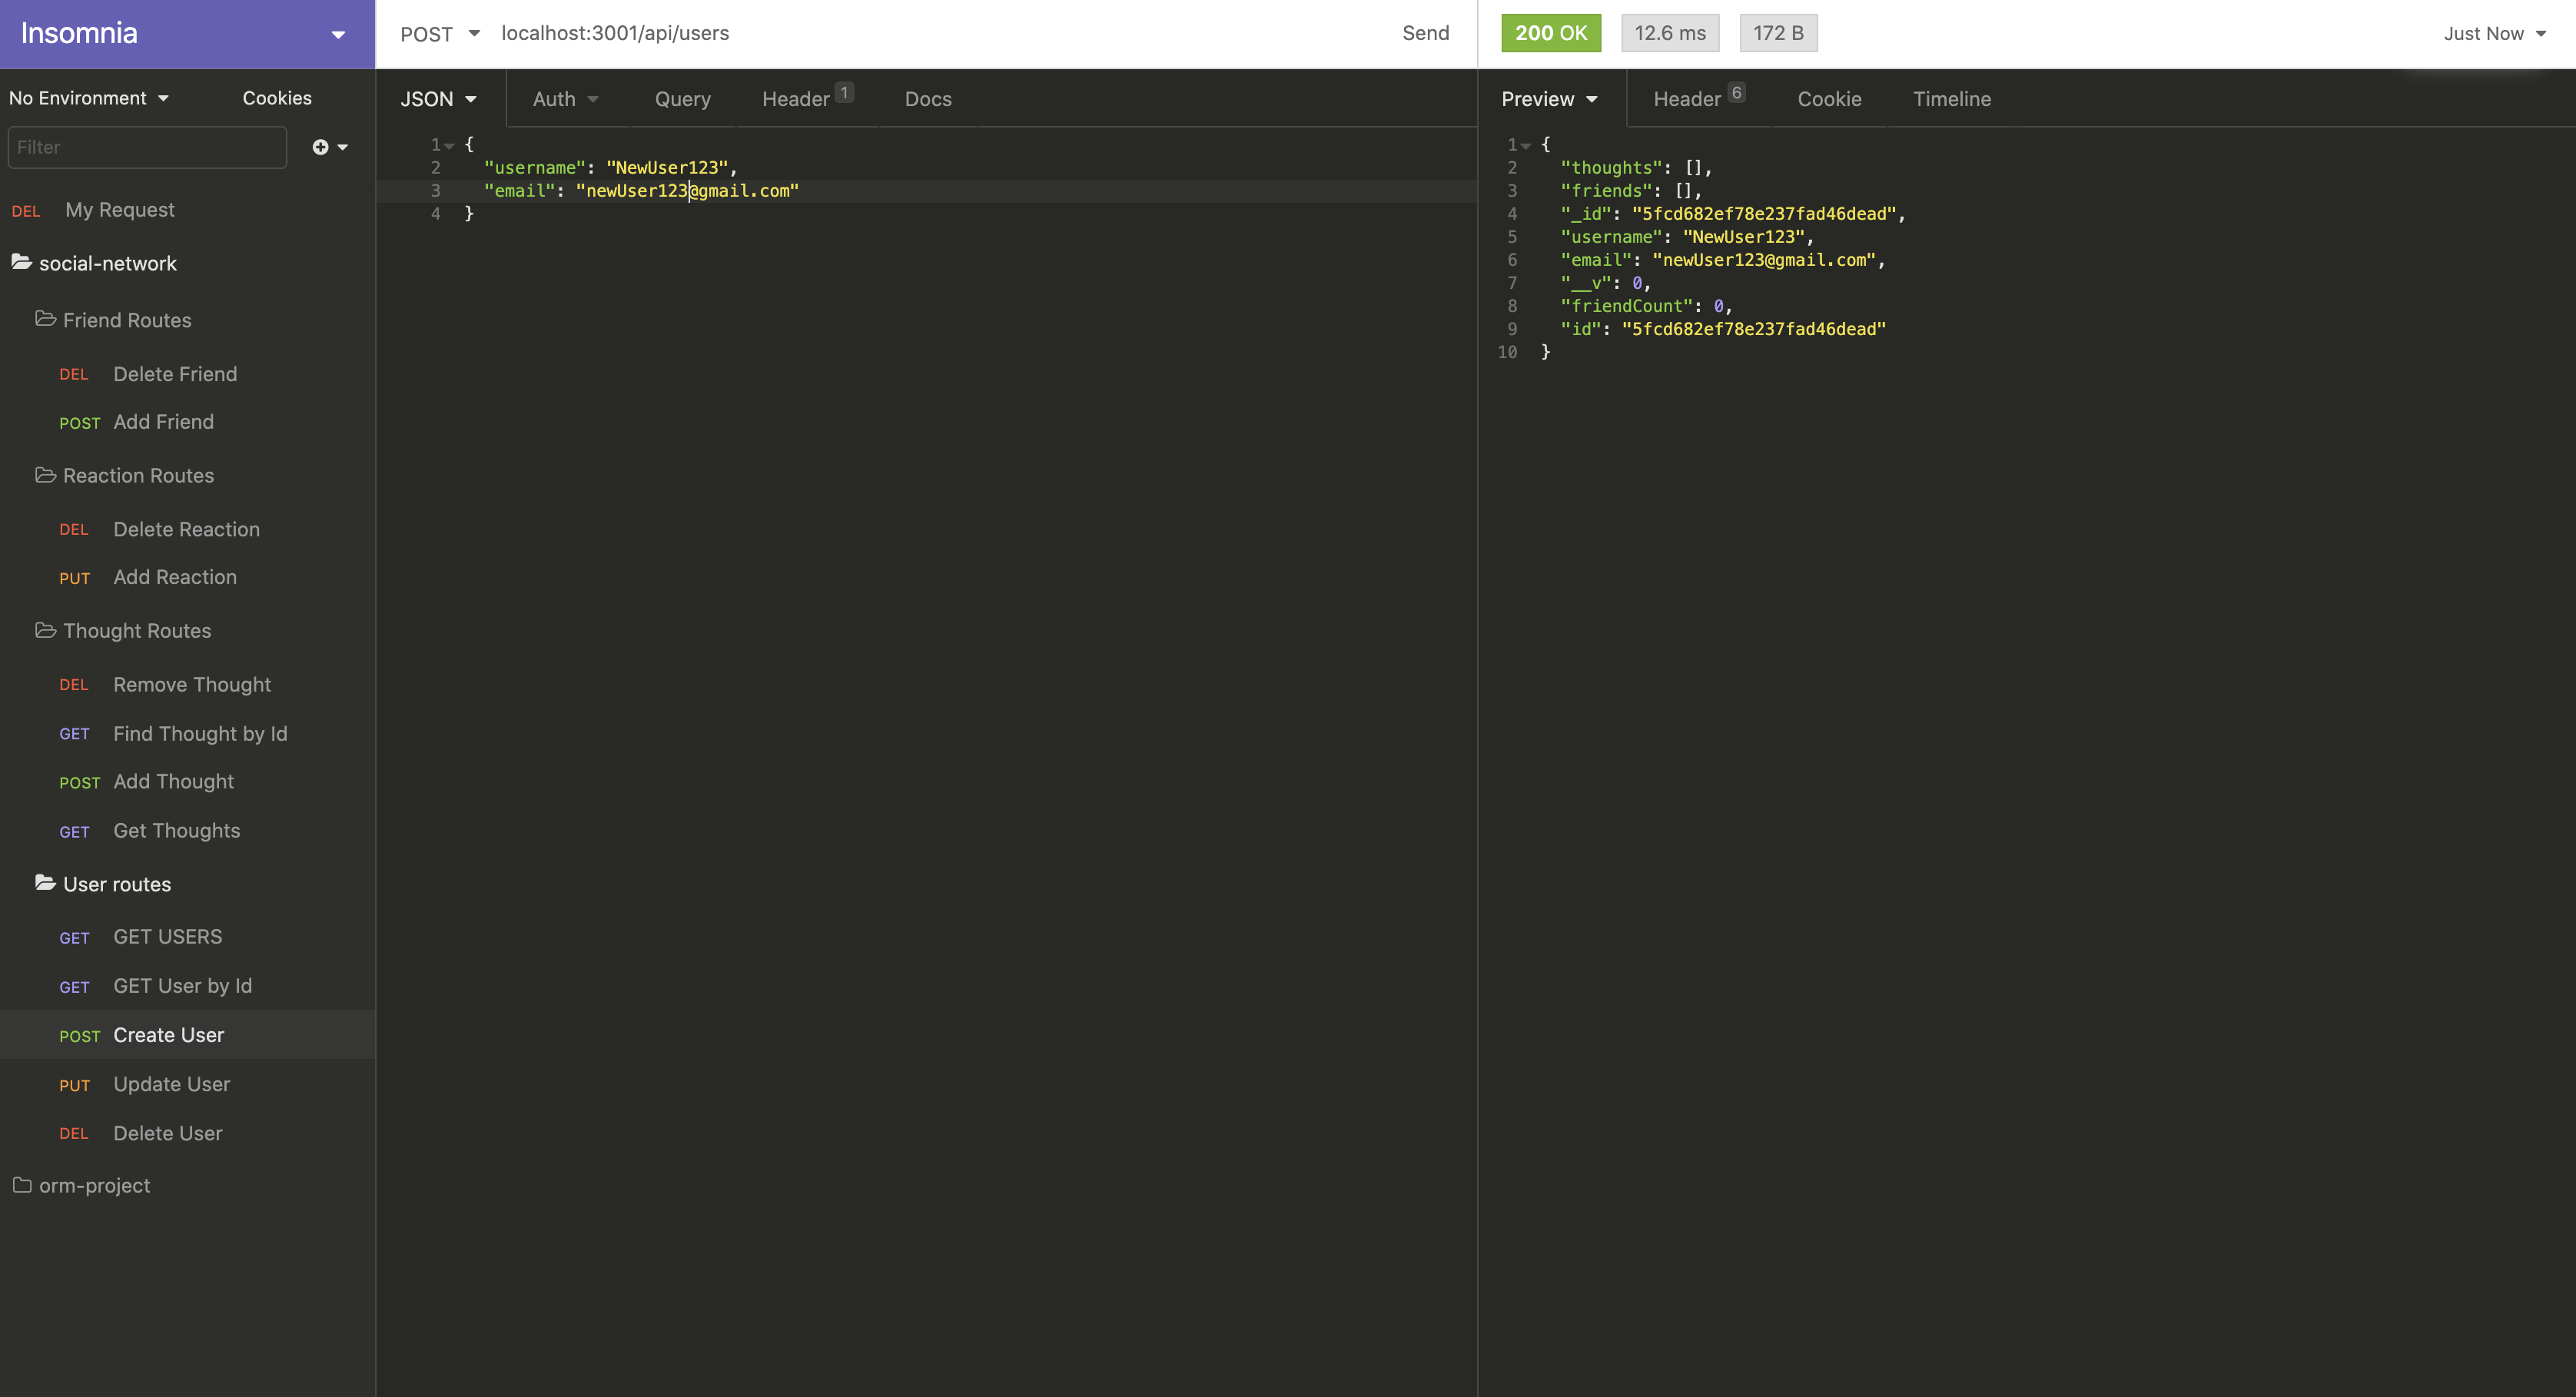 Insomnia
POST localhost:3001/api/users Send
200 OK 12.6 ms 172 B Just Now
No Environment Cookies
Filter
DEL My Request
social-network
Friend Routes
DEL Delete Friend
POST Add Friend
Reaction Routes
DEL Delete Reaction
PUT Add Reaction
Thought Routes
DEL Remove Thought
GET Find Thought by Id
POST Add Thought
GET Get Thoughts
User routes
GET GET USERS
GET GET User by Id
POST Create User
PUT Update User
DEL Delete User
orm-project
JSON Auth Query Header 1 Docs
1 {
2 "username": "NewUser123",
3 "email": "newUser123@gmail.com"
4 }
Preview Header 6 Cookie Timeline
1 {
2 "thoughts": [],
3 "friends": [],
4 "_id": "5fcd682ef78e237fad46dead",
5 "username": "NewUser123",
6 "email": "newUser123@gmail.com",
7 "__v": 0,
8 "friendCount": 0,
9 "id": "5fcd682ef78e237fad46dead"
10 }